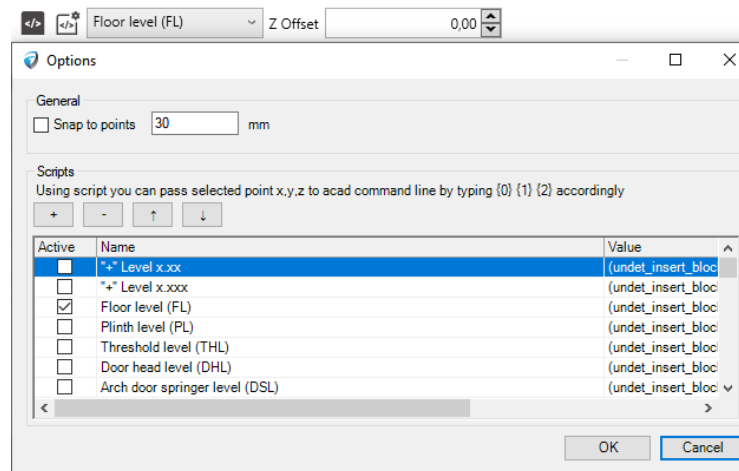 </> </> Floor level (FL) Z Offset 0,00
Options
General
Snap to points 30 mm
Scripts
Using script you can pass selected point x,y,z to acad command line by typing {0} {1} {2} accordingly
+ - ↑ ↓
Active Name Value
"+" Level x.xx (undet_insert_bloc
"+" Level x.xxx (undet_insert_bloc
Floor level (FL) (undet_insert_bloc
Plinth level (PL) (undet_insert_bloc
Threshold level (THL) (undet_insert_bloc
Door head level (DHL) (undet_insert_bloc
Arch door springer level (DSL) (undet_insert_bloc
OK Cancel